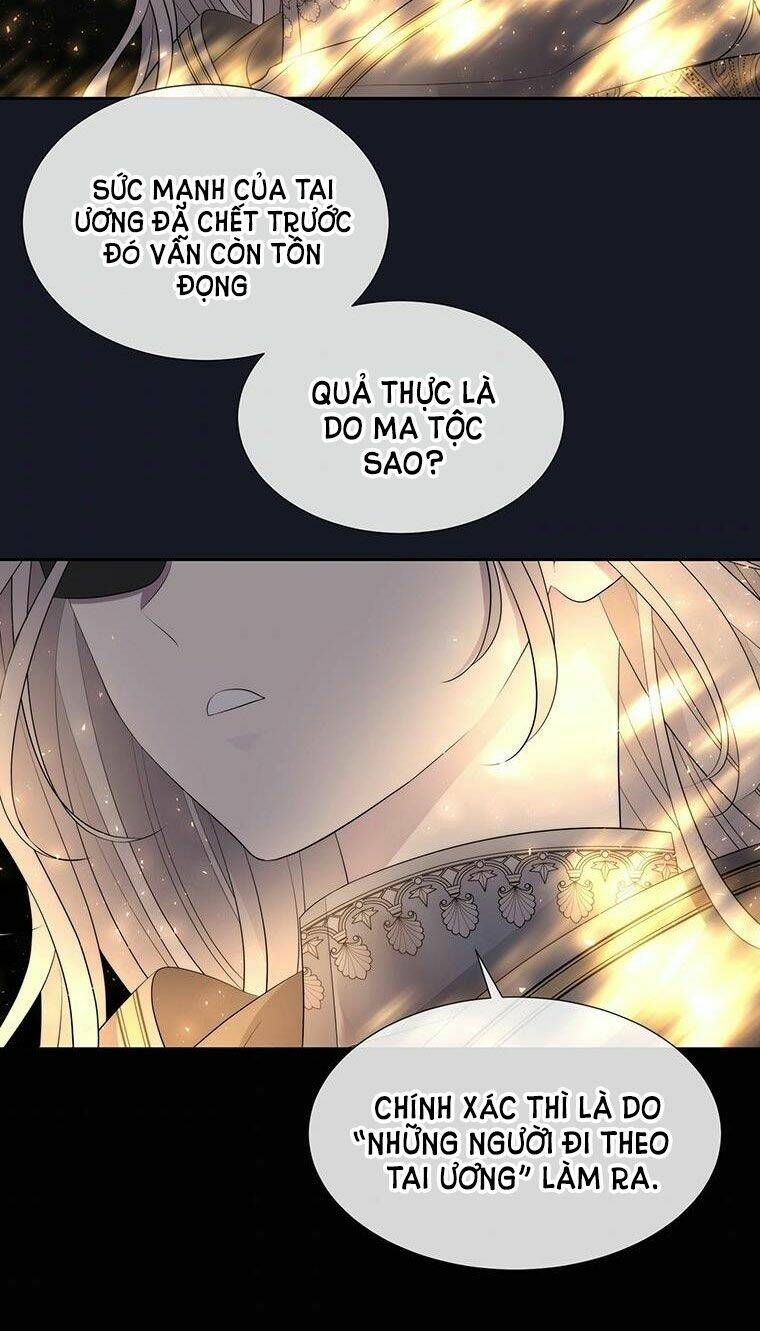 SỨC MẠNH CỦA TAI
ƯƠNG ĐÃ CHẾT TRƯỚC
ĐÓ VẪN CÒN TỒN
ĐỌNG
QUẢ THỰC LÀ
DO MA TỘC
SAO?
CHÍNH XÁC THÌ LÀ DO
“NHỮNG NGƯỜI ĐI THEO
TAI ƯƠNG” LÀM RA.